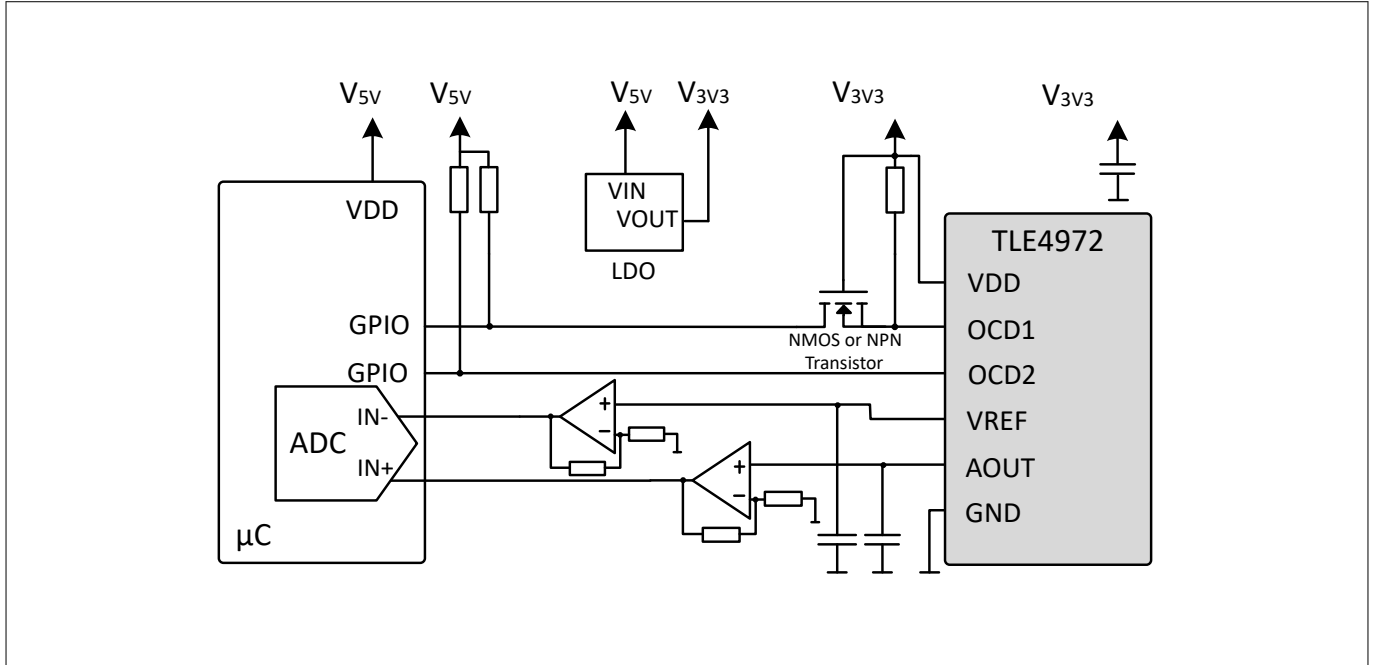 V5V V5V V5V V3V3 V3V3 V3V3
VDD
VIN
VOUT
LDO
TLE4972
VDD
GPIO
OCD1
NMOS or NPN
Transistor
GPIO
OCD2
IN-
+
−
VREF
ADC
IN+
+
−
AOUT
GND
µC